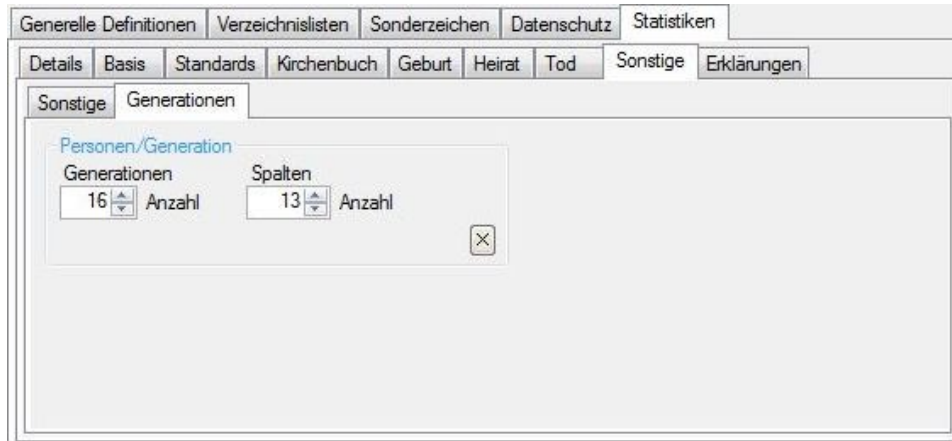 Generelle Definitionen Verzeichnislisten Sonderzeichen Datenschutz Statistiken
Details Basis Standards Kirchenbuch Geburt Heirat Tod Sonstige Erklärungen
Sonstige Generationen
Personen/Generation
Generationen Spalten
16 Anzahl 13 Anzahl